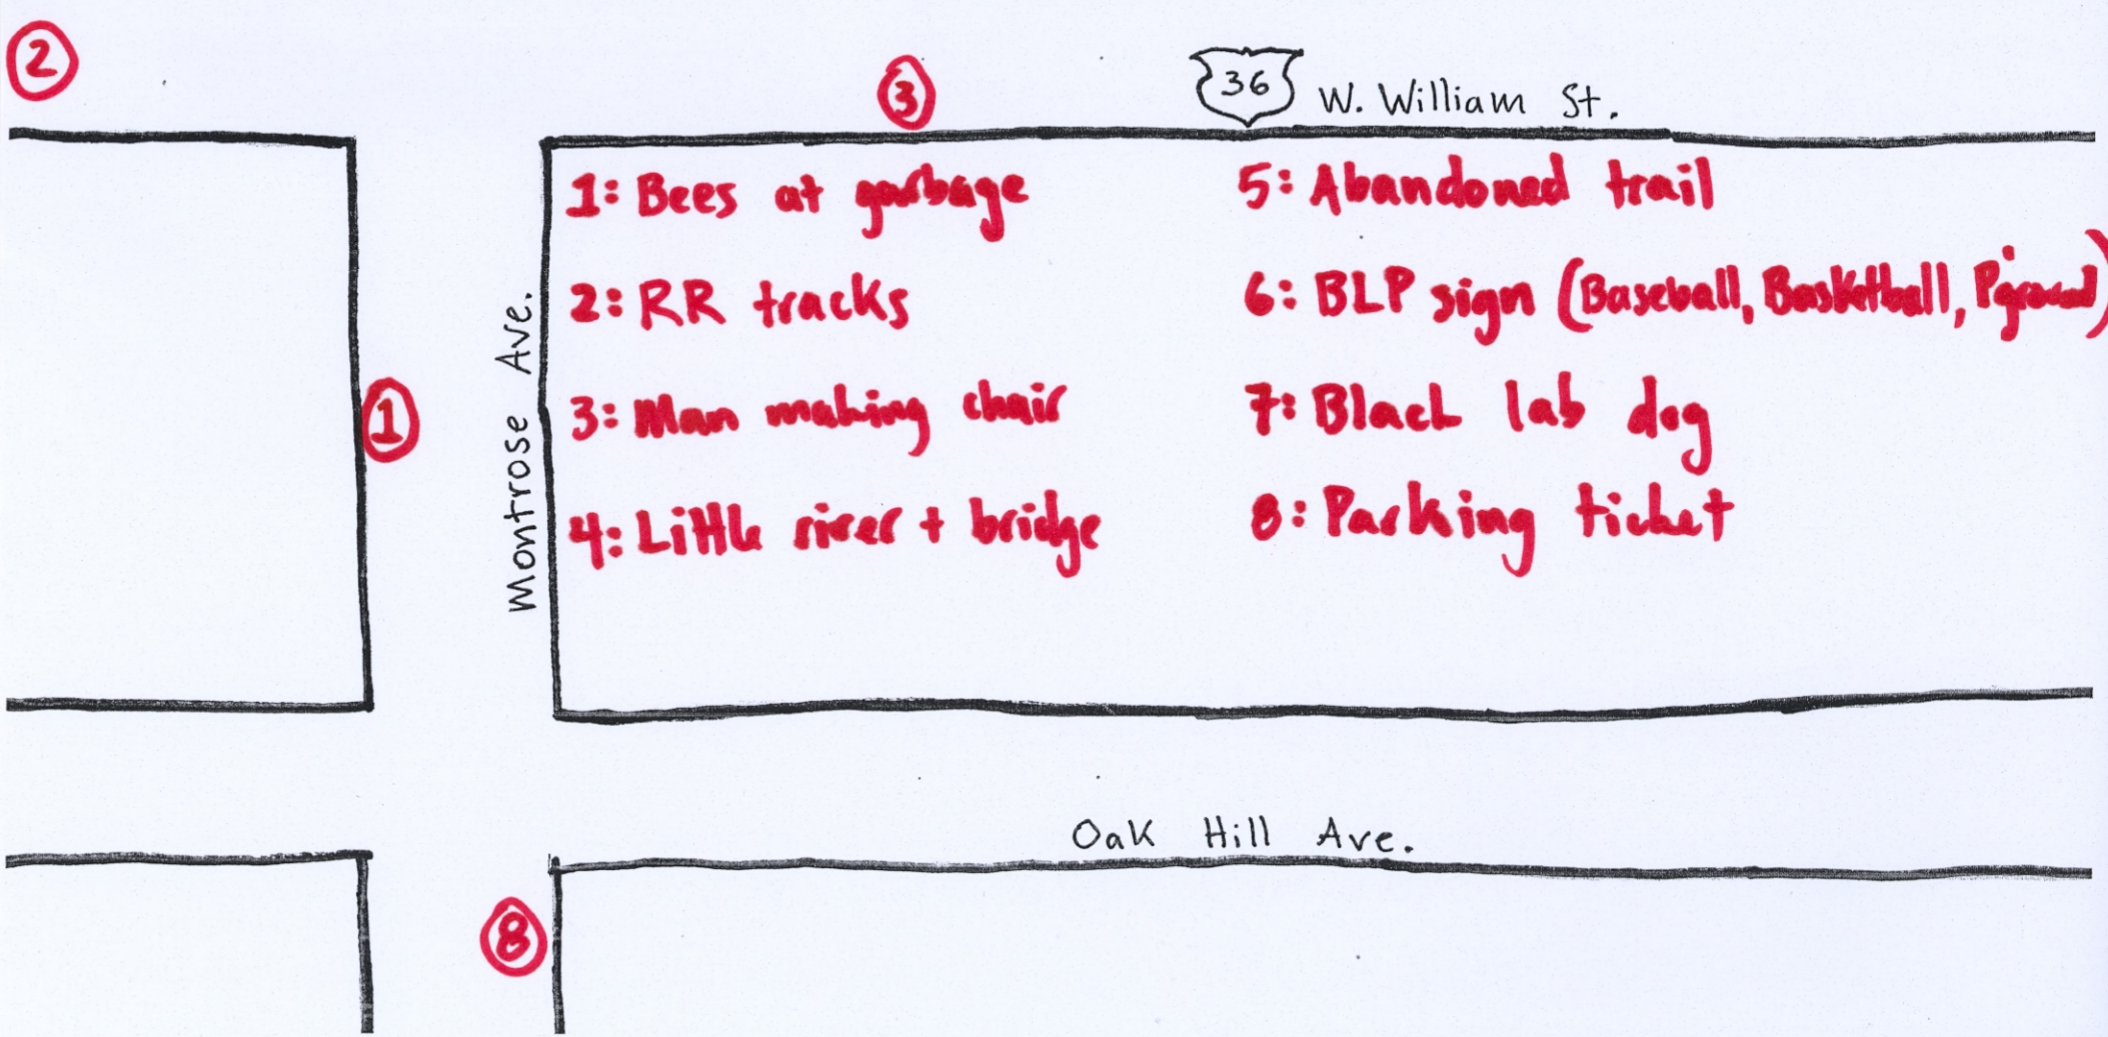 2
3
36 W. William St.
1: Bees at garbage
2: RR tracks
3: Man making chair
4: Little river + bridge
5: Abandoned trail
6: BLP sign (Baseball, Basketball, P'ground)
7: Black lab dog
8: Parking ticket
Montrose Ave.
1
Oak Hill Ave.
8